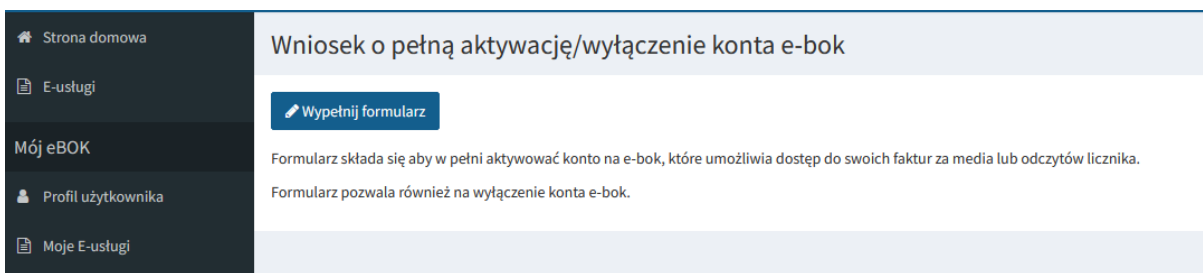 Strona domowa
E-usługi
Mój eBOK
Profil użytkownika
Moje E-usługi
Wniosek o pełną aktywację/wyłączenie konta e-bok
Wypełnij formularz
Formularz składa się aby w pełni aktywować konto na e-bok, które umożliwia dostęp do swoich faktur za media lub odczytów licznika.
Formularz pozwala również na wyłączenie konta e-bok.